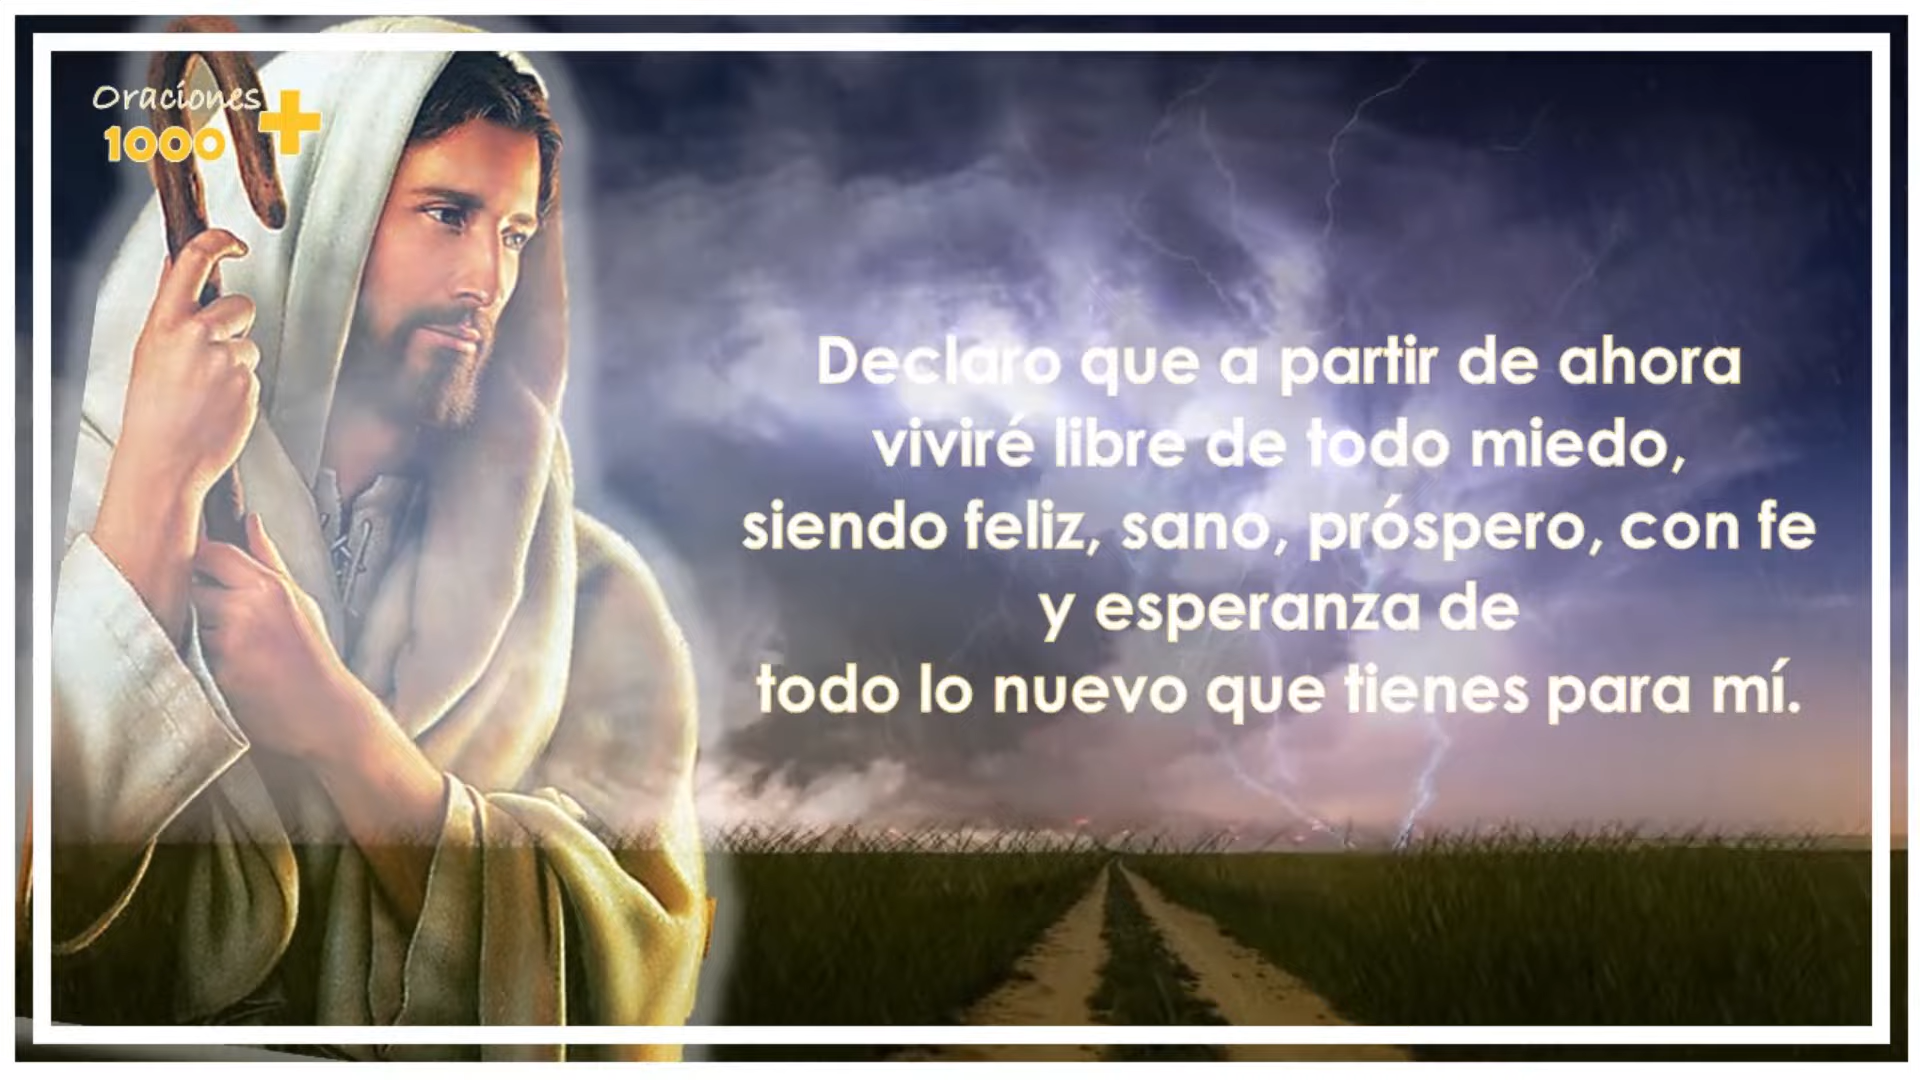 Oraciones
1000+
Declaro que a partir de ahora
viviré libre de todo miedo,
siendo feliz, sano, próspero, con fe
y esperanza de
todo lo nuevo que tienes para mí.